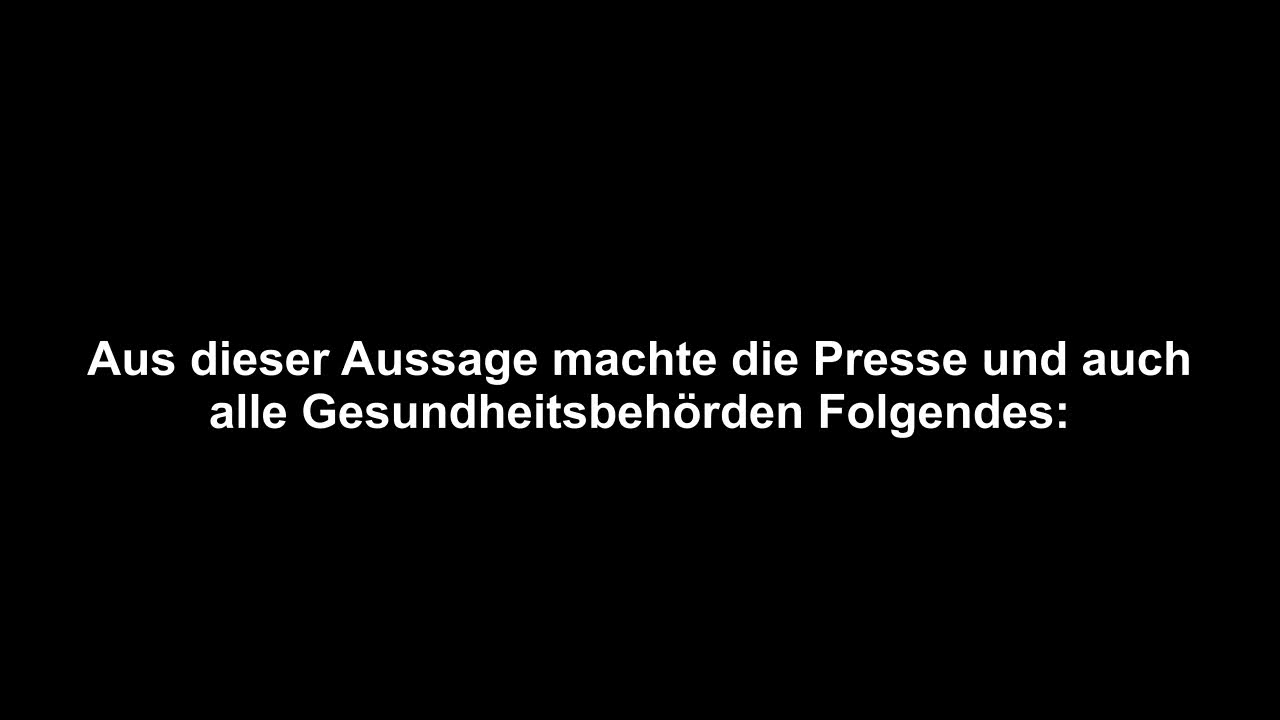 Aus dieser Aussage machte die Presse und auch
alle Gesundheitsbehörden Folgendes: